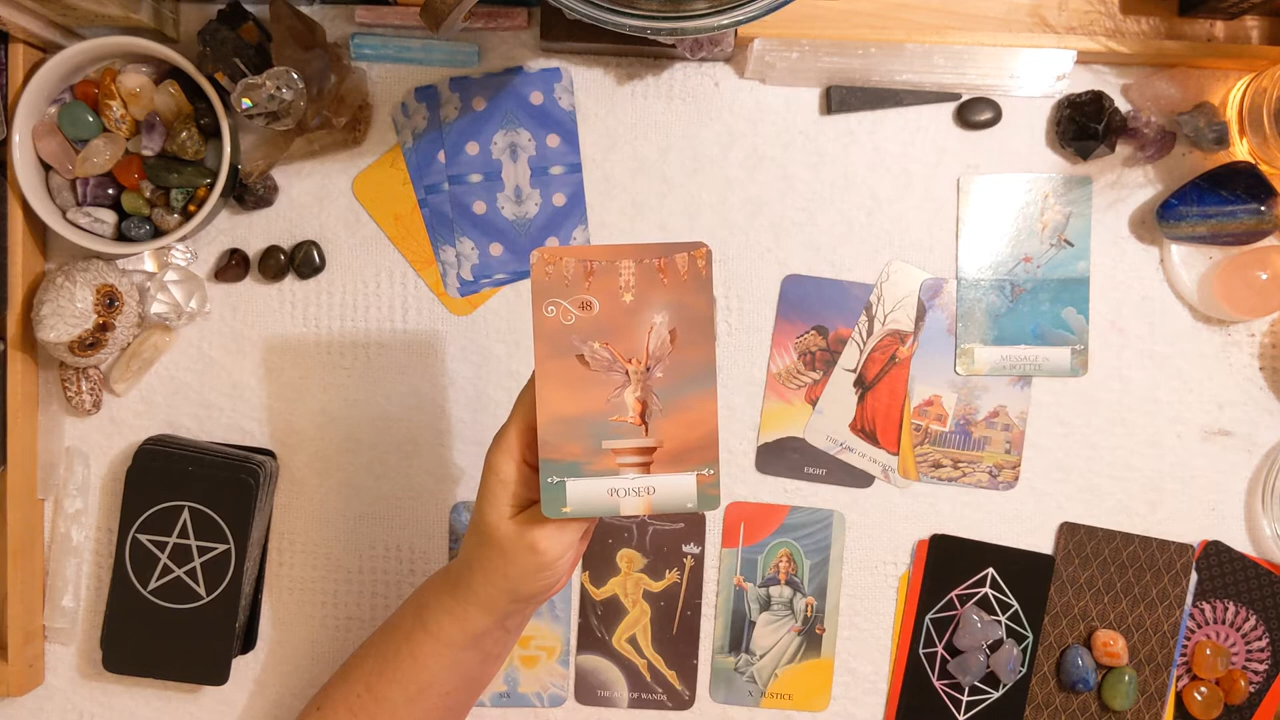 48
POISED
MESSAGE IN
A BOTTLE
EIGHT
THE KING OF SWORDS
SIX
THE ACE OF WANDS
X JUSTICE